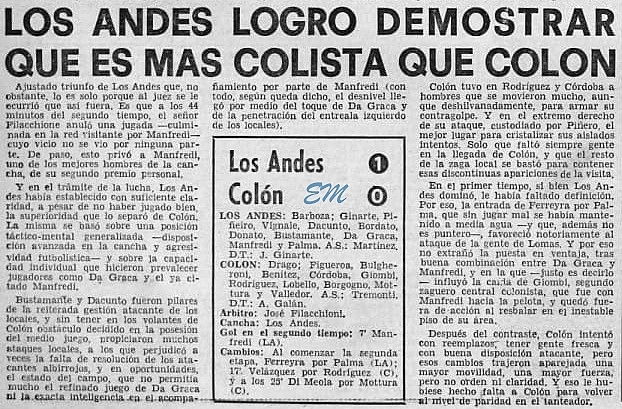 LOS ANDES LOGRO DEMOSTRAR
QUE ES MAS COLISTA QUE COLON
Ajustado triunfo de Los Andes que, no
obstante, lo es solo porque al juez se le
ocurrió que así fuera. Es que a los 44
minutos del segundo tiempo, el señor
Pilacchione anuló una jugada —culmi-
nada en la red visitante por Manfredi—
cuyo vicio no se vio por ninguna par-
te. De paso, esto privó a Manfredi,
uno de los mejores hombres de la can-
cha, de su segundo premio personal.
Y en el trámite de la lucha, Los An-
des había establecido con suficiente cla-
ridad, a pesar de no haber jugado bien,
la superioridad que lo separó de Colón.
La misma se basó sobre una posición
táctico-mental generalizada —disposi-
ción avanzada en la cancha y agresivi-
dad futbolística— y sobre la capaci-
dad individual que hicieron prevalecer
jugadores como Da Graca y el ya ci-
tado Manfredi.
Bustamante y Dacunto fueron pilares
de la reiterada gestión atacante de los
locales, y sin tener en los volantes de
Colón obstáculo decidido en la posesión
del medio juego, propiciaron muchos
ataques locales, a los que perjudicó a
veces la falta de resolución de los ata-
cantes albirrojos, y en oportunidades,
el estado del campo, que no permitía
mucho el refinado juego de Da Graca
ni la exacta inteligencia en el acompa-
ñamiento por parte de Manfredi (con
todo, según queda dicho, el desnivel llegó
por medio del toque de Da Graca y
de la penetración del entreala izquierdo
de los locales).
Los Andes 1
Colón 0
EM
LOS ANDES: Barboza; Ginarte, Pi-
ñeiro, Vignale, Dacunto, Bordato,
Donato, Bustamante, Da Graca,
Manfredi y Palma. A.S.: Martínez,
D.T.: J. Ginarte.
COLON: Drago; Figueroa, Bulghe-
roni, Benítez, Córdoba, Giombi,
Rodríguez, Lobello, Borgogno, Mot-
tura y Valledor. A.S.: Tremonti,
D.T.: A. Galán.
Arbitro: José Filacchioni.
Cancha: Los Andes.
Gol en el segundo tiempo: 7' Man-
fredi (LA).
Cambios: Al comenzar la segunda
etapa, Ferreyra por Palma (LA);
17' Velázquez por Rodríguez (C),
y a los 25' Di Meola por Mottura
(C).
Colón tuvo en Rodríguez y Córdoba a
hombres que se movieron mucho, aun-
que deshilvanadamente, para armar su
contragolpe. Y en el extremo derecho
de su ataque, custodiado por Piñero, el
mejor lugar para cristalizar sus aislados
intentos. Solo que faltó siempre gente
en la llegada de Colón, y que el resto
de la zaga local se bastó para contener
esas discontinuas apariciones de la visita.
En el primer tiempo, si bien Los An-
des dominó, le había faltado definición.
Por eso, la entrada de Ferreyra por Pal-
ma, que sin jugar mal se había mante-
nido a media agua —y que, además no
es puntero—, favoreció notoriamente al
ataque de la gente de Lomas. Y por eso
no extrañó la puesta en ventaja, tras
buena combinación entre Da Graca y
Manfredi, y en la que —justo es decirlo
— influyó la caída de Giombi, segundo
zaguero central colonista, que fue con
Manfredi hacia la pelota, y quedó fuera
de acción al resbalar en el inestable
piso de su área.
Después del contraste, Colón intentó
con reemplazos, tener gente fresca y
con buena disposición atacante, pero
esos cambios trajeron aparejada una
mayor movilidad, una mayor fuerza,
pero no orden ni claridad. Y eso le hu-
biese hecho falta a Colón para volver
al nivel de paridad en el tanteador.